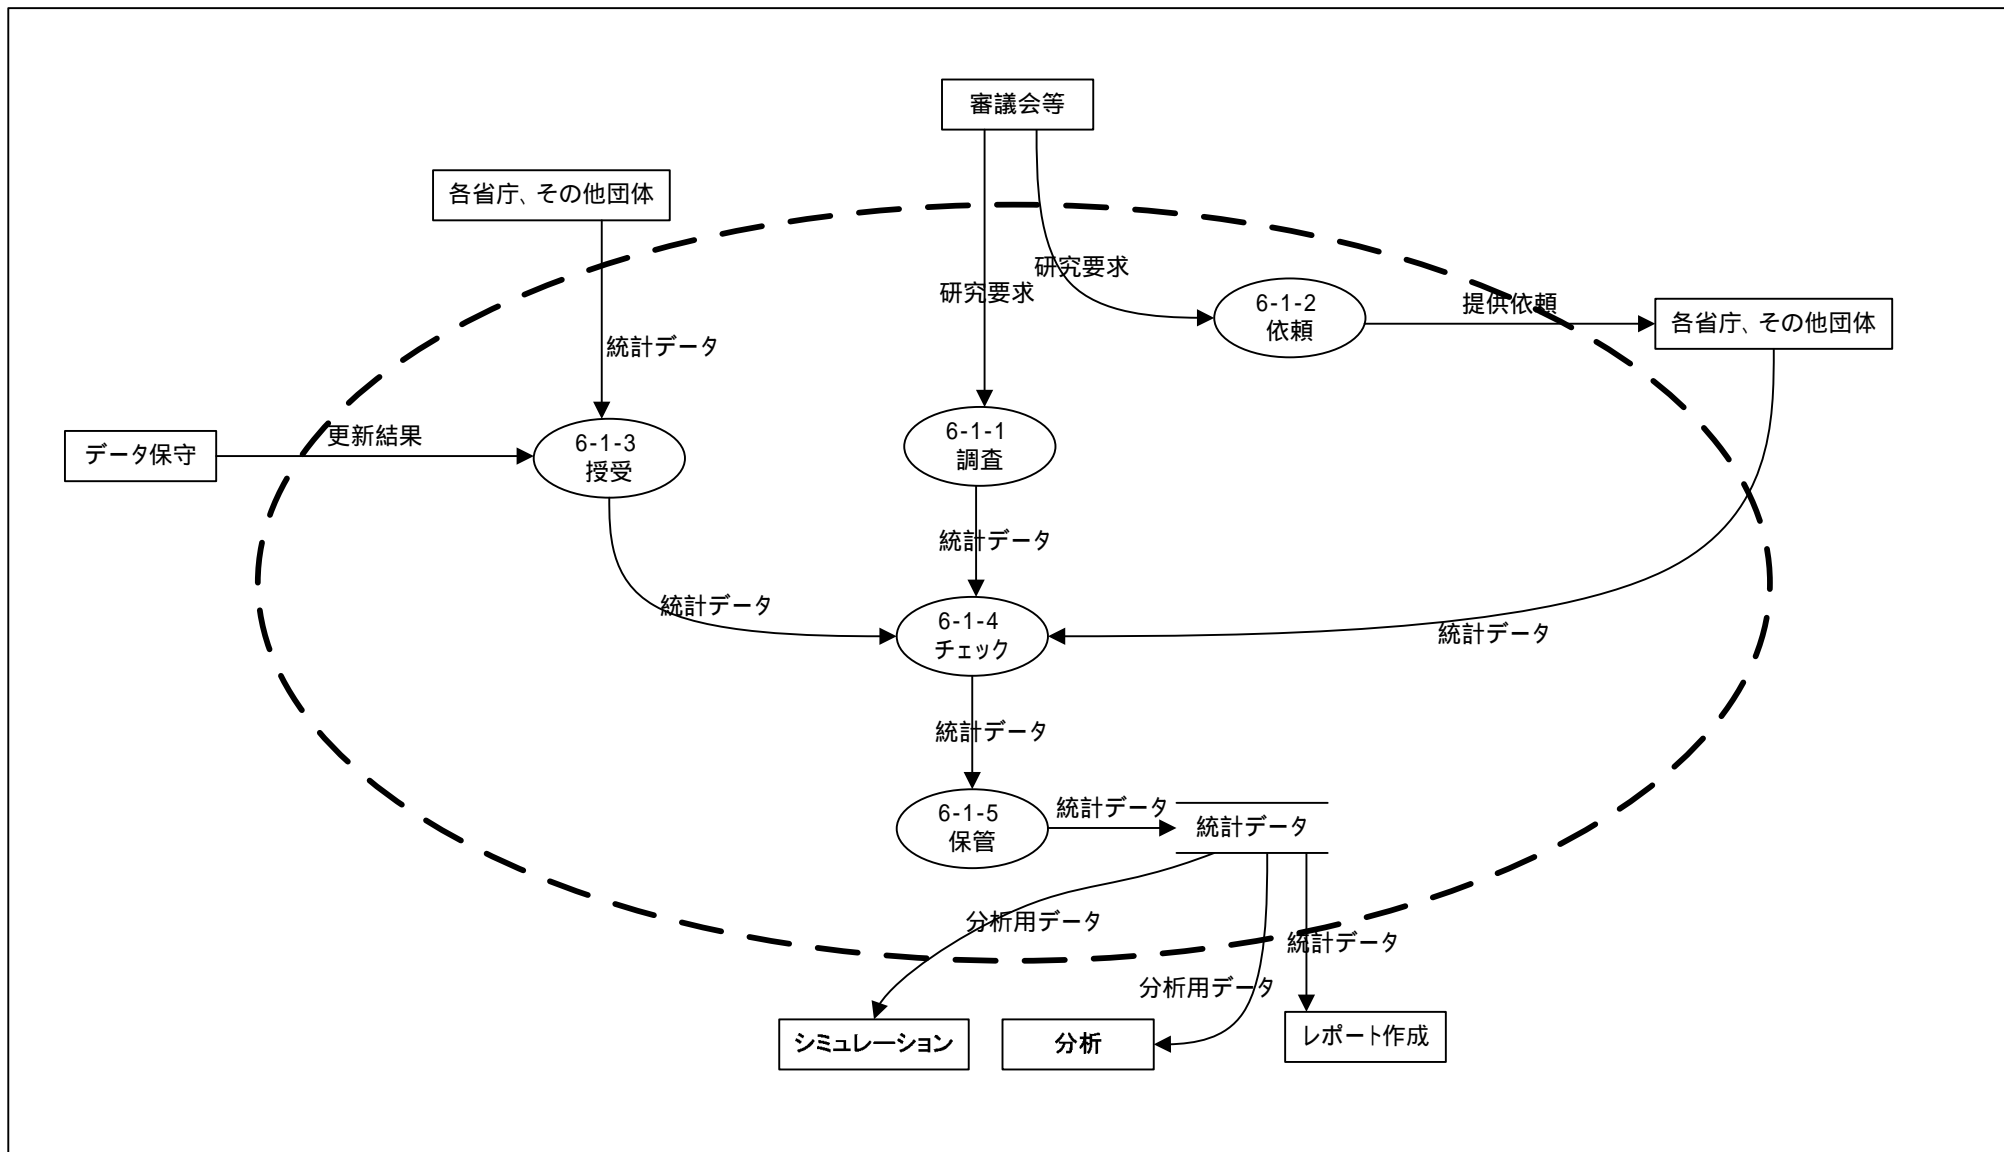 審議会等
各省庁、その他団体
研究要求
研究要求
6-1-2
依頼
提供依頼
各省庁、その他団体
統計データ
データ保守
更新結果
6-1-3
授受
6-1-1
調査
統計データ
統計データ
6-1-4
チェック
統計データ
統計データ
6-1-5
保管
統計データ
統計データ
分析用データ
統計データ
分析用データ
シミュレーション
分析
レポート作成